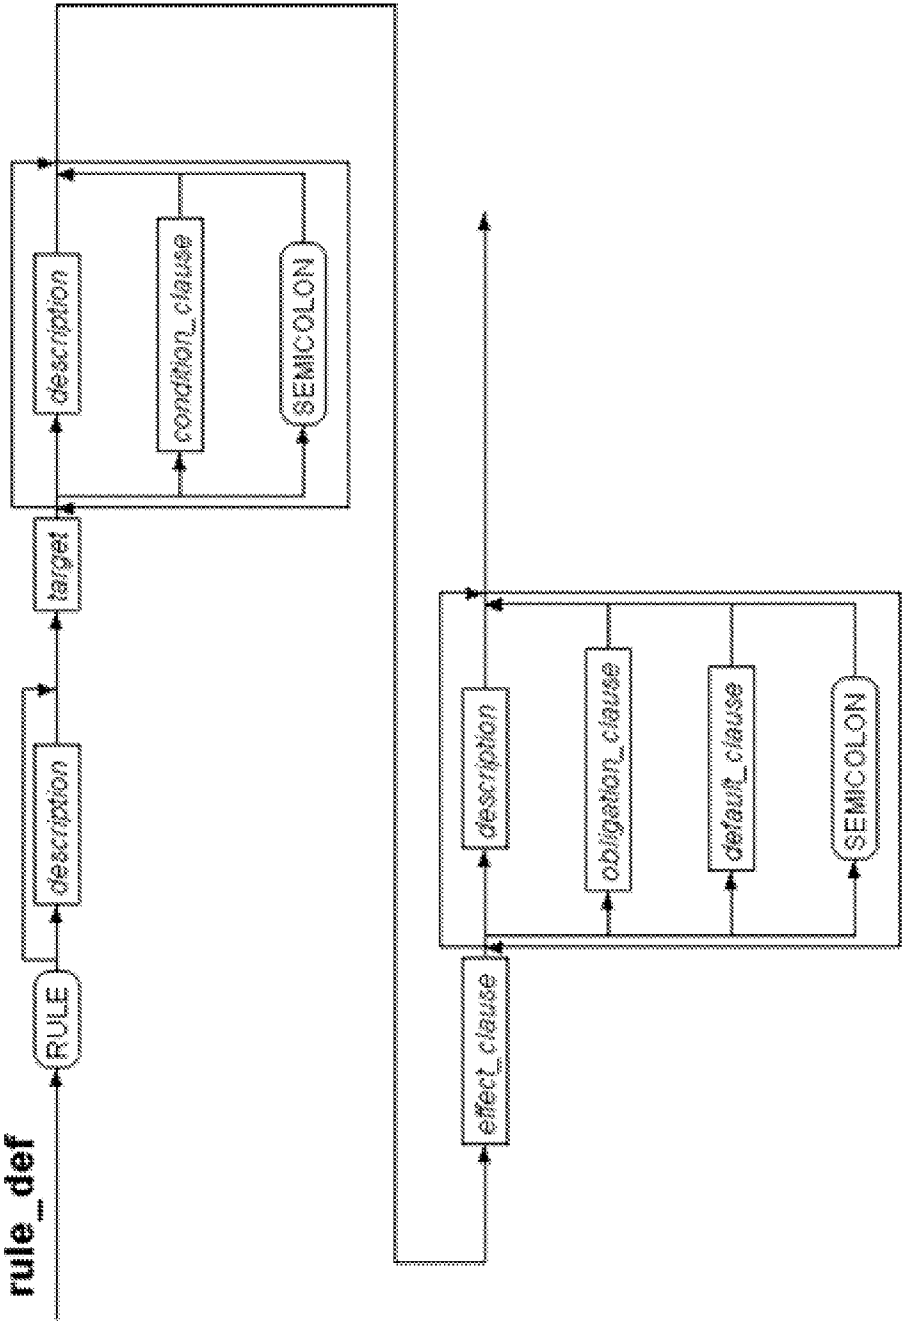 rule_def
RULE
description
target
description
condition_clause
SEMICOLON
effect_clause
description
obligation_clause
default_clause
SEMICOLON